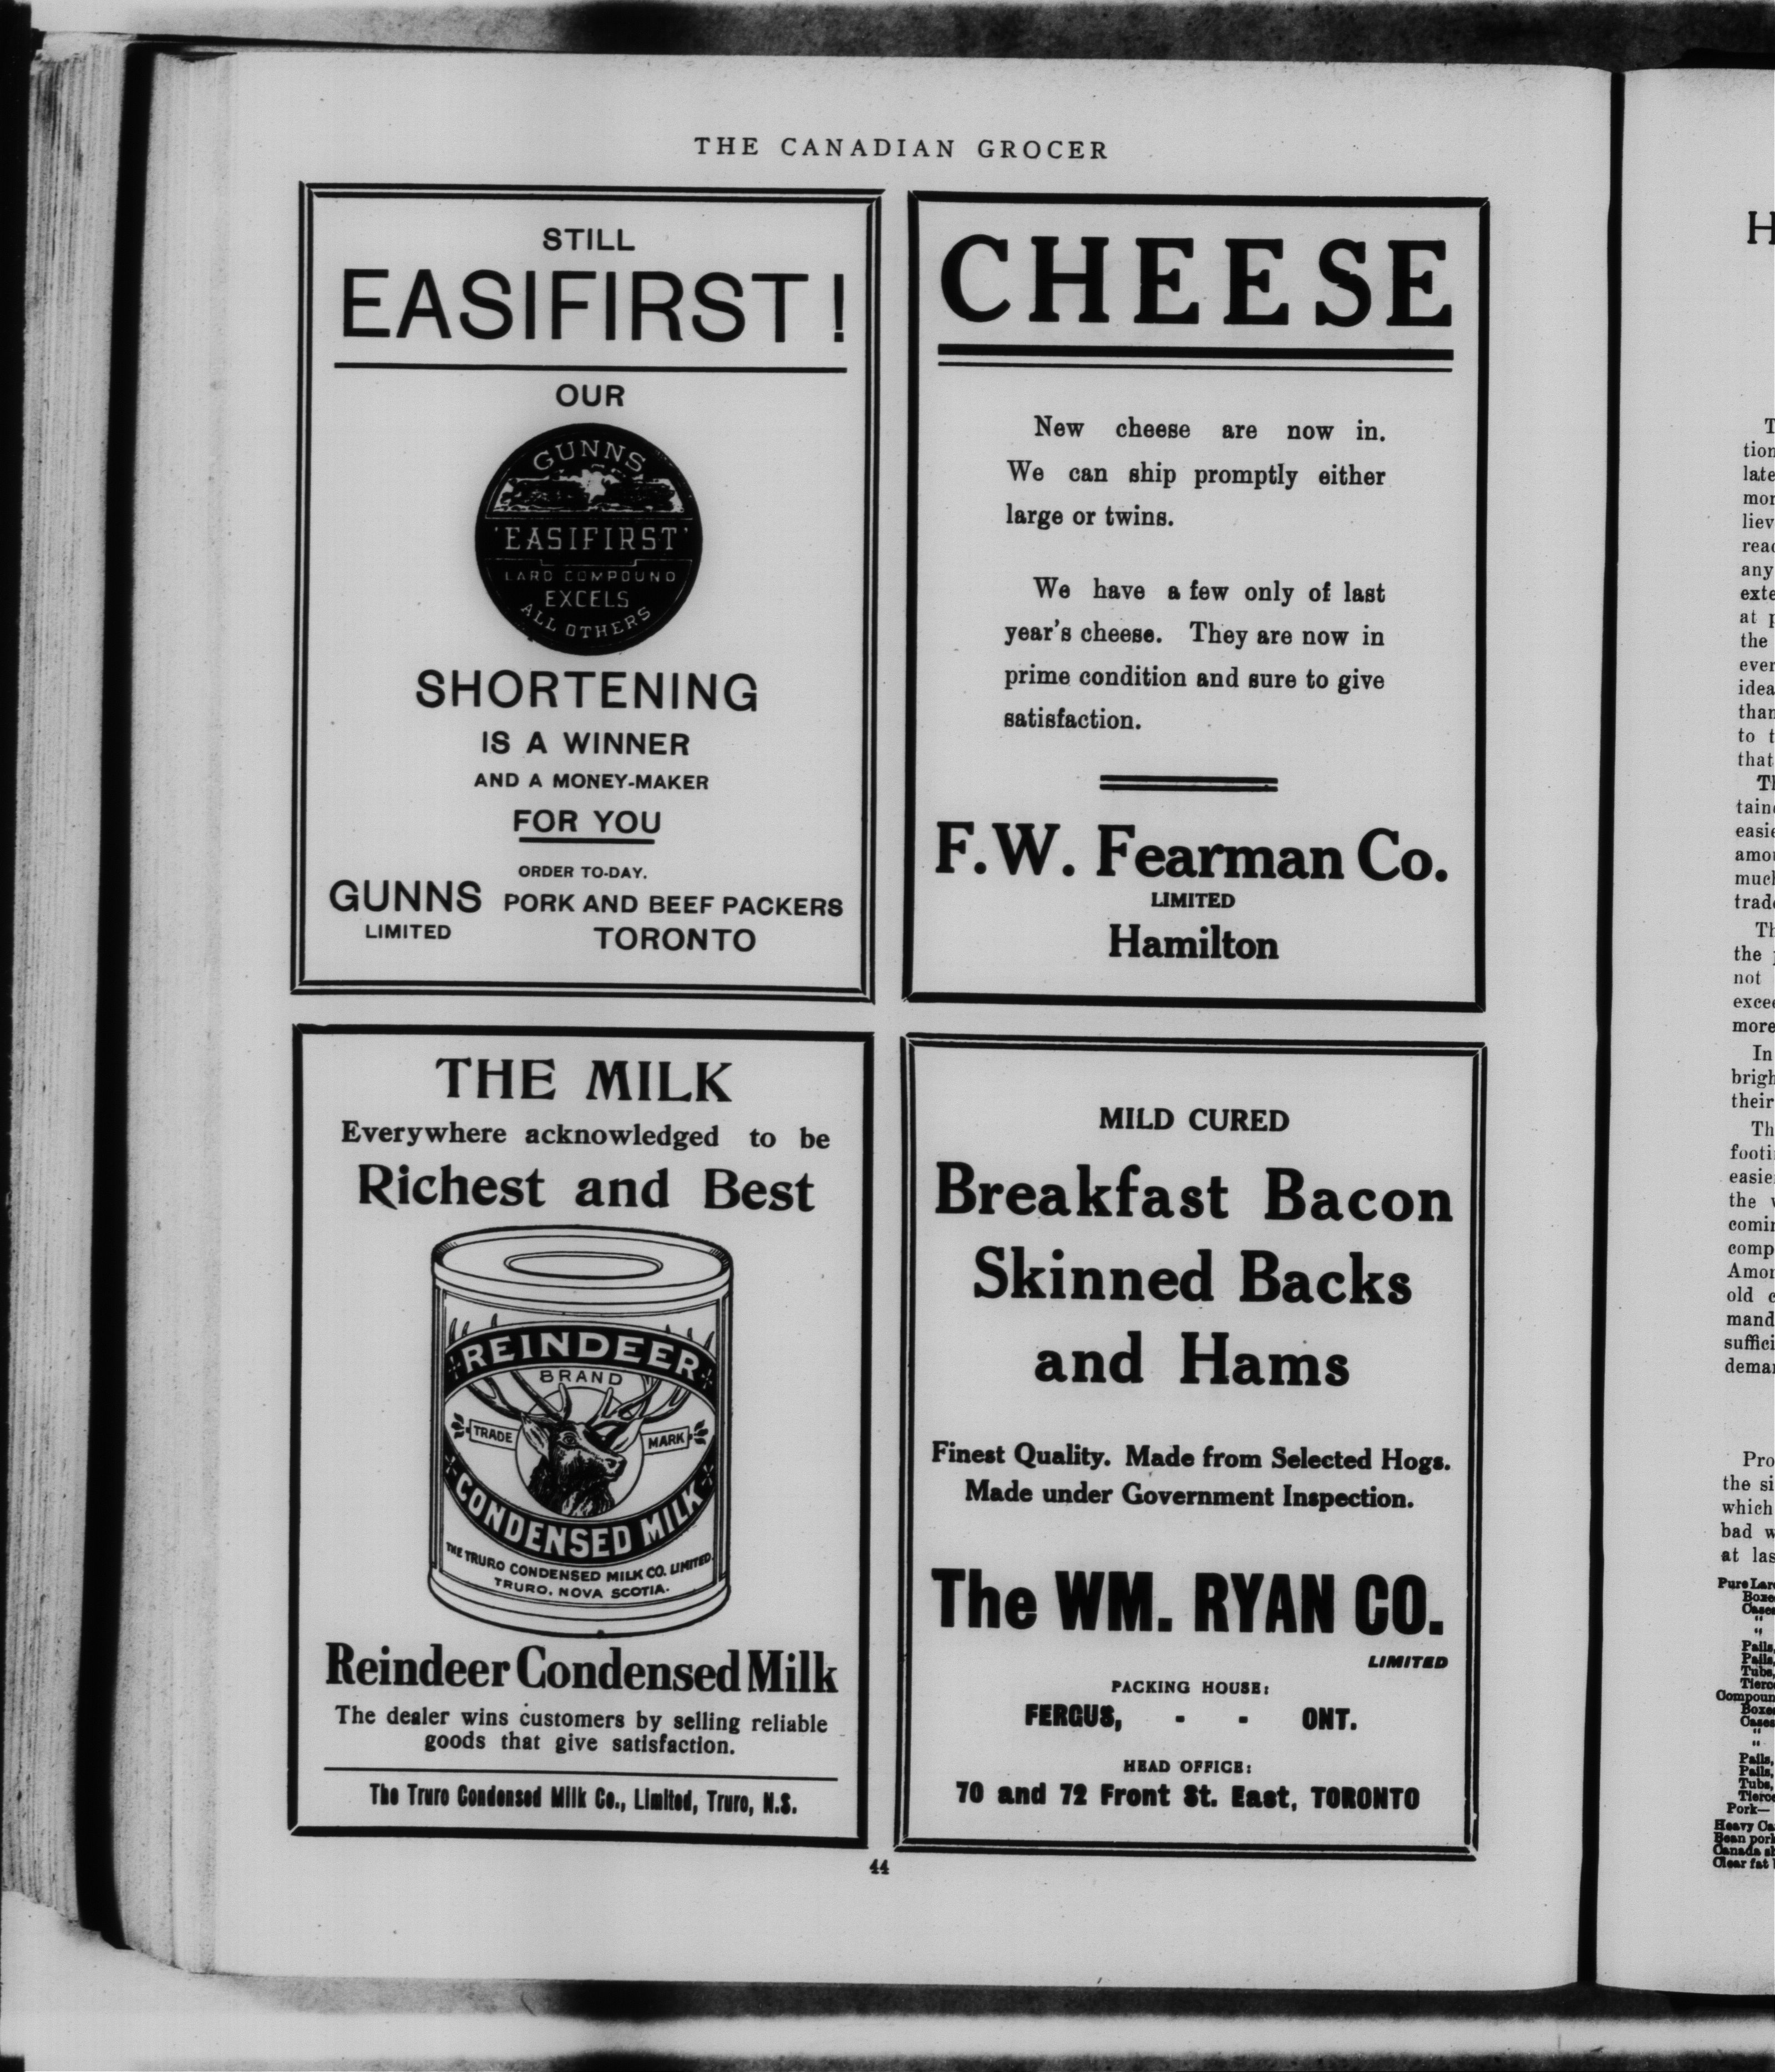 THE CANADIAN GROCER
STILL
EASIFIRST!
OUR
GUNNS
'EASIFIRST'
LARD COMPOUND
EXCELS
ALL OTHERS
SHORTENING
IS A WINNER
AND A MONEY-MAKER
FOR YOU
ORDER TO-DAY.
GUNNS PORK AND BEEF PACKERS
LIMITED TORONTO
CHEESE
New cheese are now in.
We can ship promptly either
large or twins.
We have a few only of last
year's cheese. They are now in
prime condition and sure to give
satisfaction.
F.W. Fearman Co.
LIMITED
Hamilton
THE MILK
Everywhere acknowledged to be
Richest and Best
REINDEER
BRAND
TRADE MARK
CONDENSED MILK
THE TRURO CONDENSED MILK CO. LIMITED.
TRURO, NOVA SCOTIA.
Reindeer Condensed Milk
The dealer wins customers by selling reliable
goods that give satisfaction.
The Truro Condensed Milk Co., Limited, Truro, N.S.
MILD CURED
Breakfast Bacon
Skinned Backs
and Hams
Finest Quality. Made from Selected Hogs.
Made under Government Inspection.
The WM. RYAN CO.
LIMITED
PACKING HOUSE:
FERGUS, - - ONT.
HEAD OFFICE:
70 and 72 Front St. East, TORONTO
44